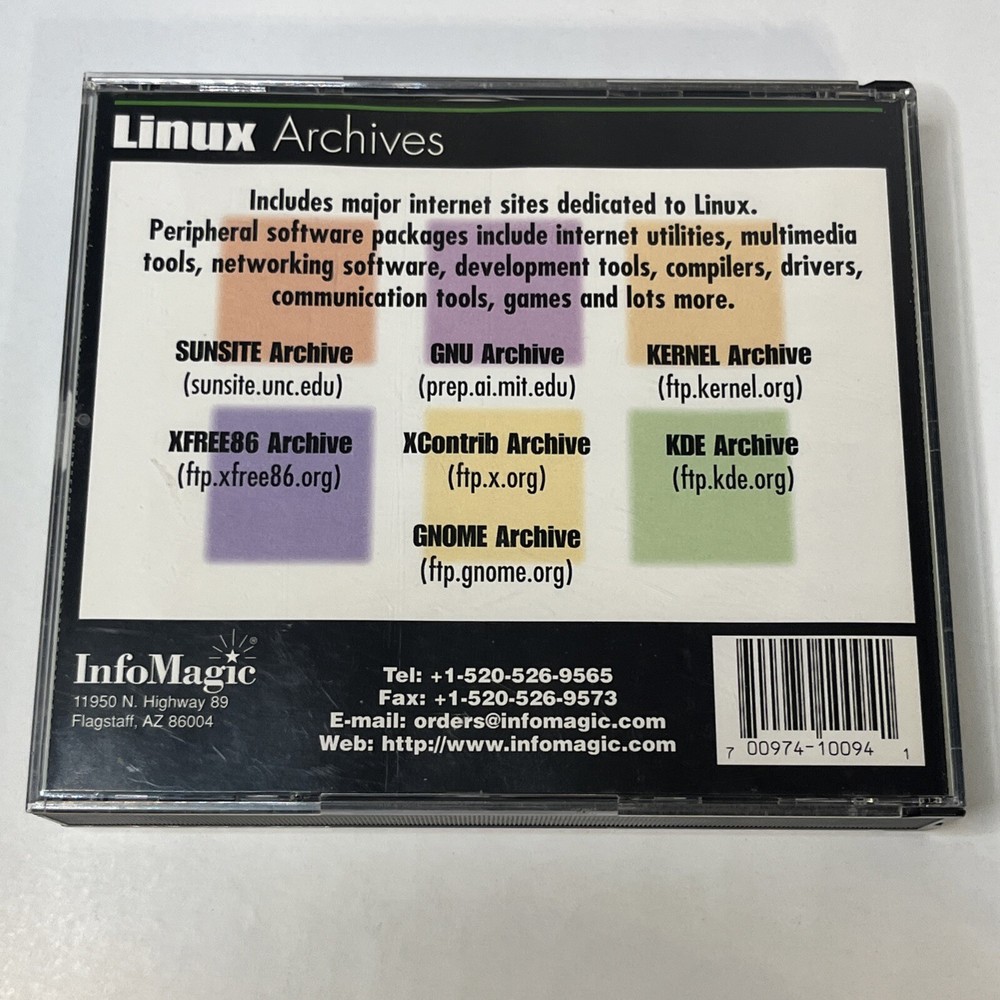 Linux Archives
Includes major internet sites dedicated to Linux.
Peripheral software packages include internet utilities, multimedia
tools, networking software, development tools, compilers, drivers,
communication tools, games and lots more.
SUNSITE Archive
(sunsite.unc.edu)
GNU Archive
(prep.ai.mit.edu)
KERNEL Archive
(ftp.kernel.org)
XFREE86 Archive
(ftp.xfree86.org)
XContrib Archive
(ftp.x.org)
KDE Archive
(ftp.kde.org)
GNOME Archive
(ftp.gnome.org)
InfoMagic®
11950 N. Highway 89
Flagstaff, AZ 86004
Tel: +1-520-526-9565
Fax: +1-520-526-9573
E-mail: orders@infomagic.com
Web: http://www.infomagic.com
7 00974-10094 1